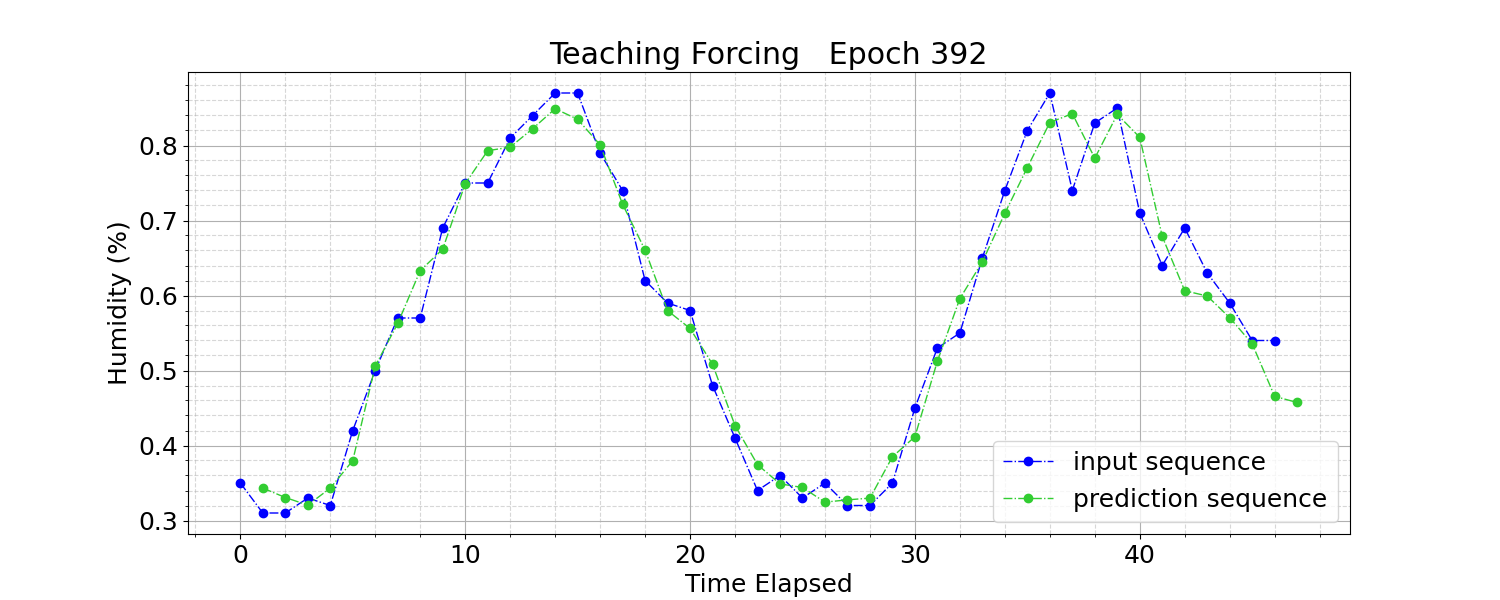 Teaching Forcing   Epoch 392
Humidity (%)
0.8
0.7
0.6
0.5
0.4
0.3
input sequence
prediction sequence
0 10 20 30 40
Time Elapsed